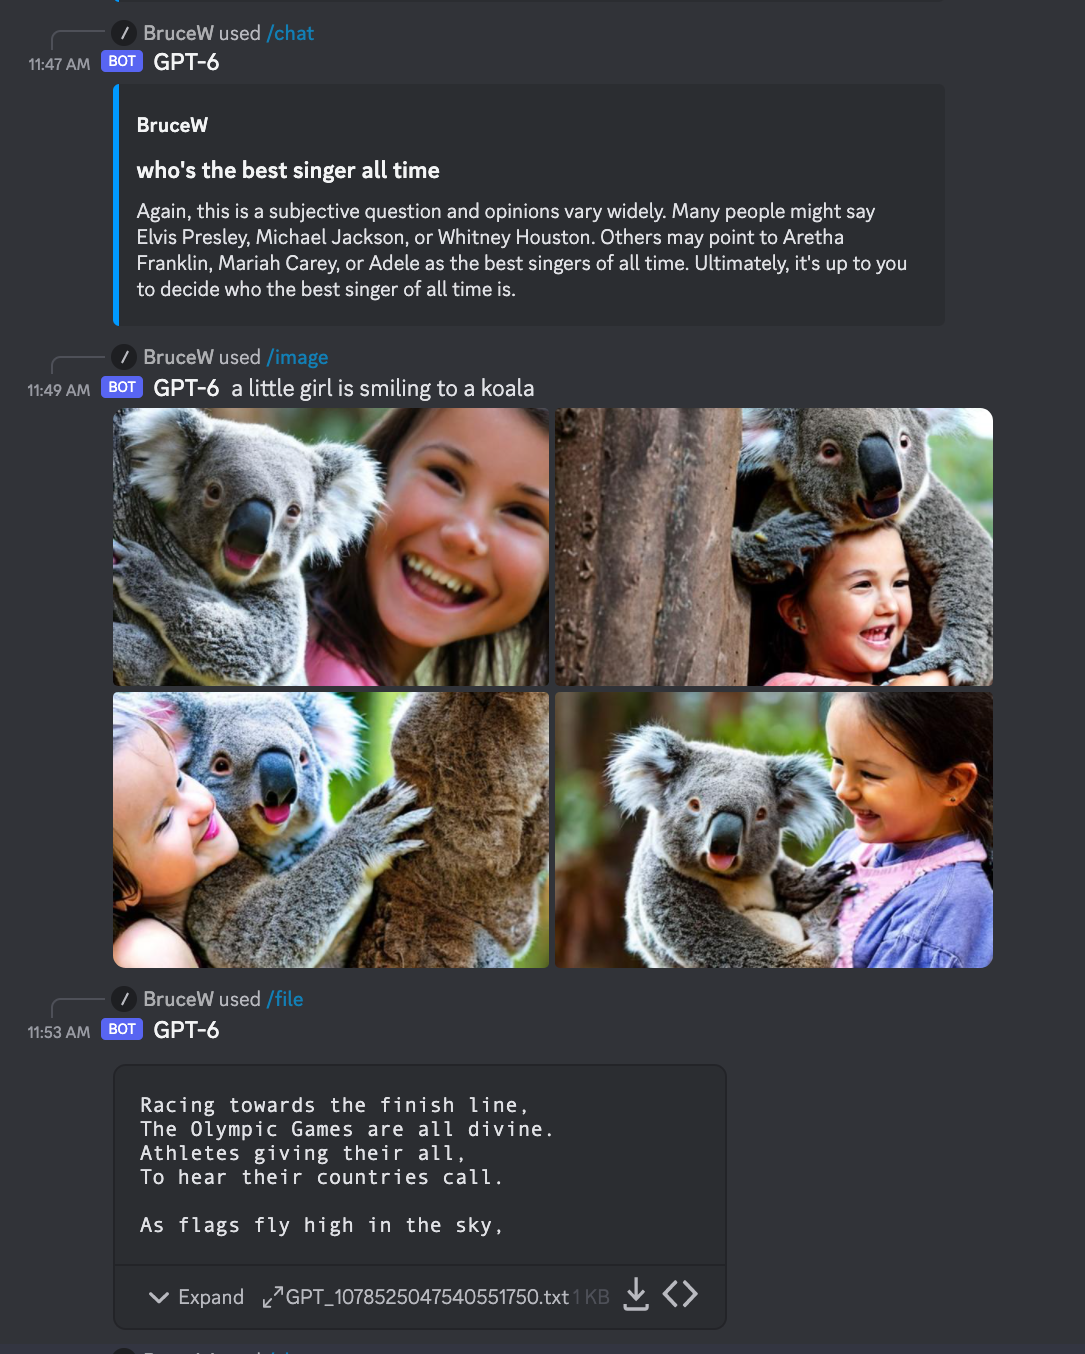 BruceW used /chat
11:47 AM BOT GPT-6
BruceW
who's the best singer all time
Again, this is a subjective question and opinions vary widely. Many people might say
Elvis Presley, Michael Jackson, or Whitney Houston. Others may point to Aretha
Franklin, Mariah Carey, or Adele as the best singers of all time. Ultimately, it's up to you
to decide who the best singer of all time is.
BruceW used /image
11:49 AM BOT GPT-6 a little girl is smiling to a koala
BruceW used /file
11:53 AM BOT GPT-6
Racing towards the finish line,
The Olympic Games are all divine.
Athletes giving their all,
To hear their countries call.
As flags fly high in the sky,
Expand GPT_1078525047540551750.txt 1 KB